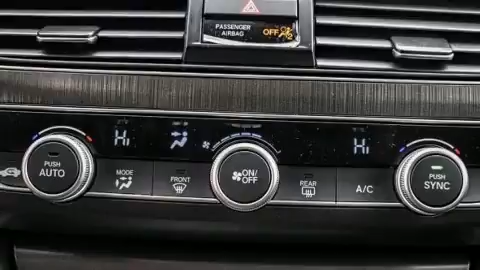 PASSENGER
AIRBAG
OFF
Hi
Hi
PUSH
AUTO
MODE
FRONT
ON/
OFF
REAR
A/C
PUSH
SYNC